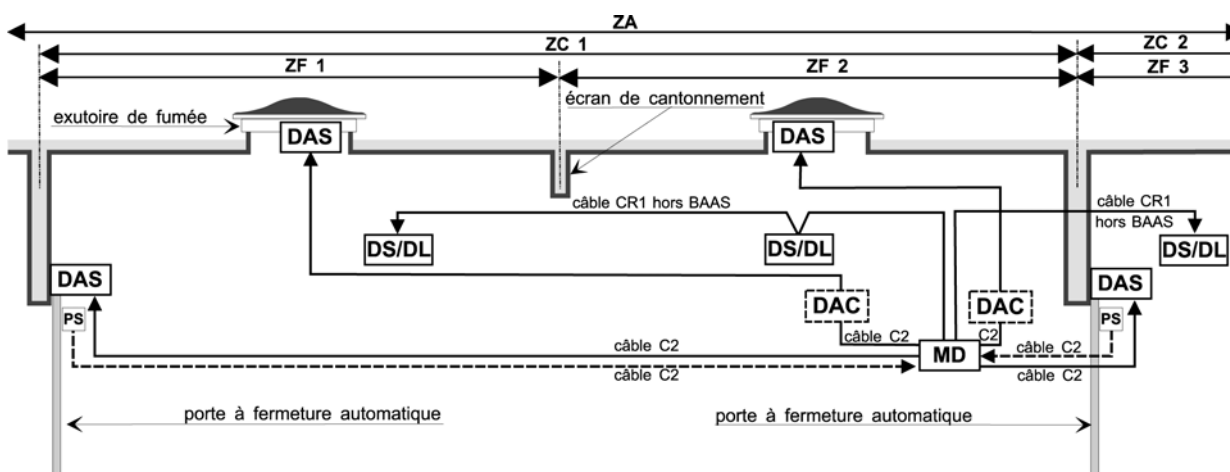 ZA
ZC 1
ZC 2
ZF 1
ZF 2
ZF 3
exutoire de fumée
écran de cantonnement
DAS
DAS
câble CR1 hors BAAS
câble CR1
hors BAAS
DS/DL
DS/DL
DS/DL
DAS
DAS
DAC
DAC
PS
PS
câble C2
C2
MD
câble C2
câble C2
câble C2
câble C2
porte à fermeture automatique
porte à fermeture automatique